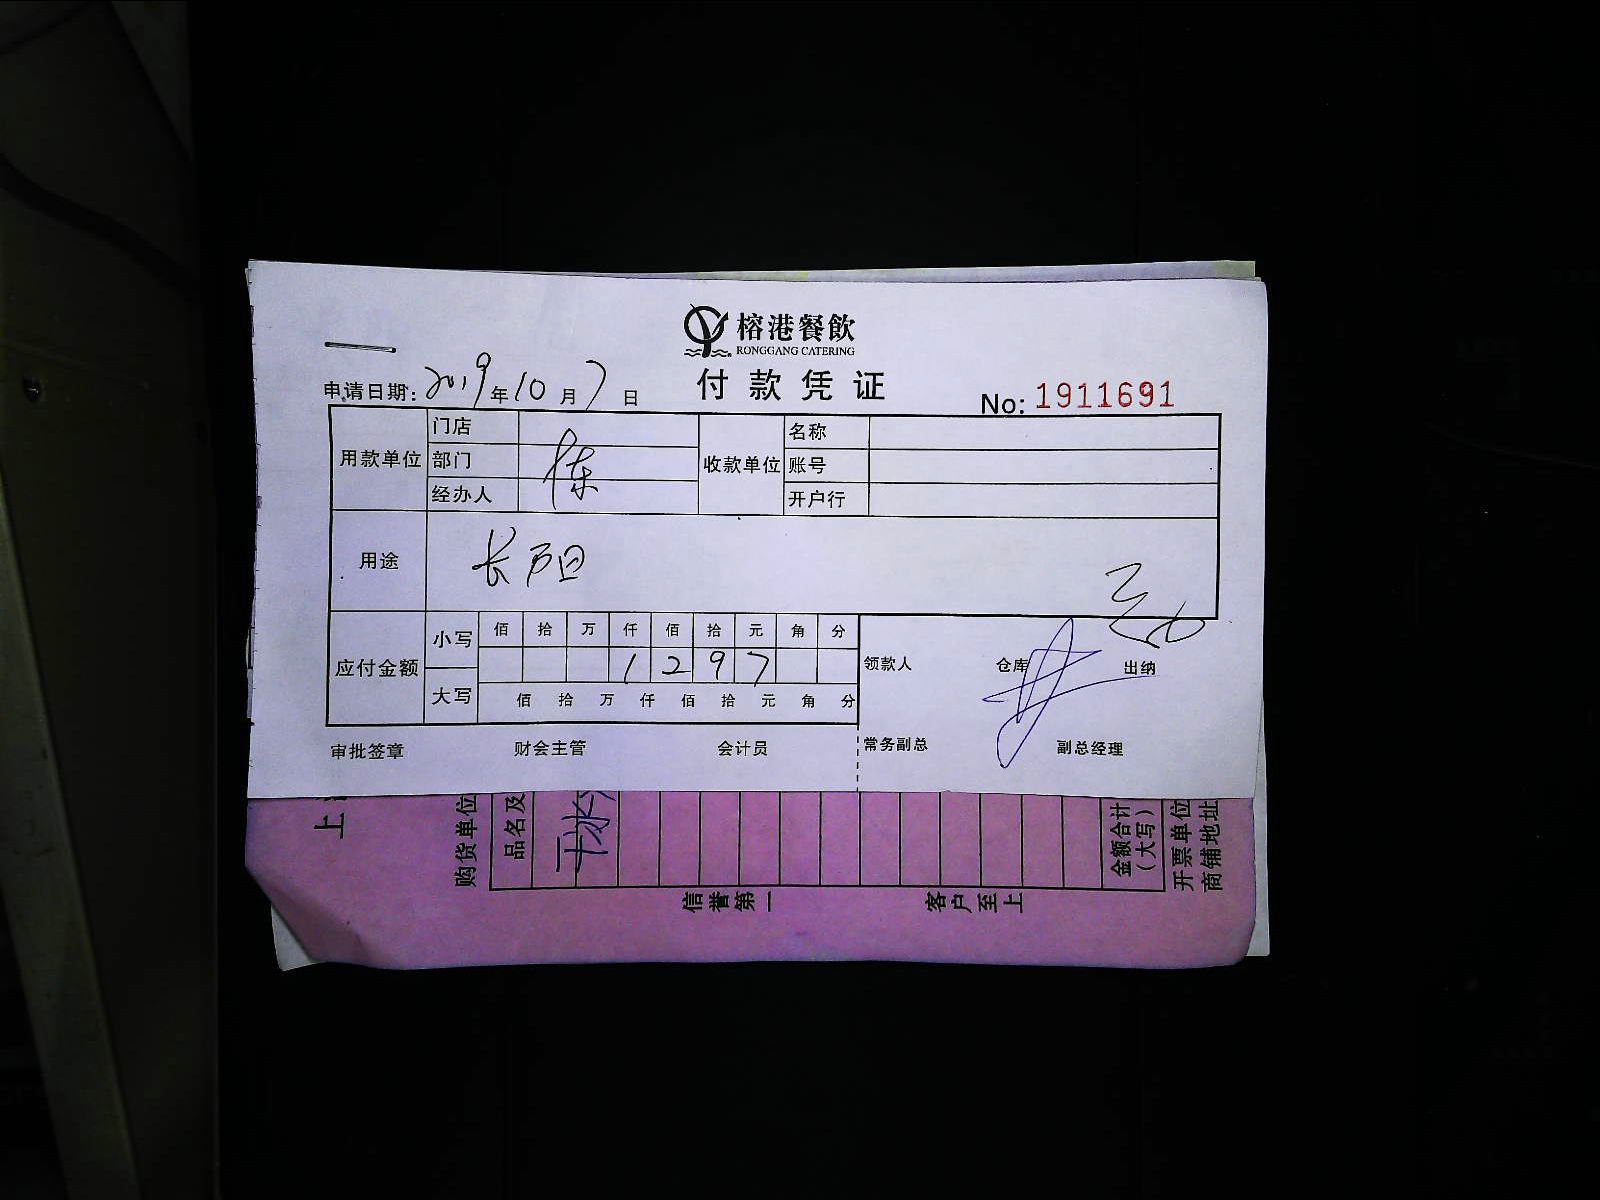 榕港餐飲
RONGGANG CATERING
付款凭证
申请日期: 2019年10月7日
No: 1911691
用款单位 门店 收款单位 名称
部门 账号
经办人 开户行
用途 长
应付金额 小写 佰 拾 万 仟 佰 拾 元 角 分
1 2 9 7
大写 佰 拾 万 仟 佰 拾 元 角 分
领款人 仓库 出纳
审批签章 财会主管 会计员 常务副总 副总经理
上
购货单位
品名及
干冰
金额合计
(大写)
开票单位
商铺地址
信誉第一 客户至上